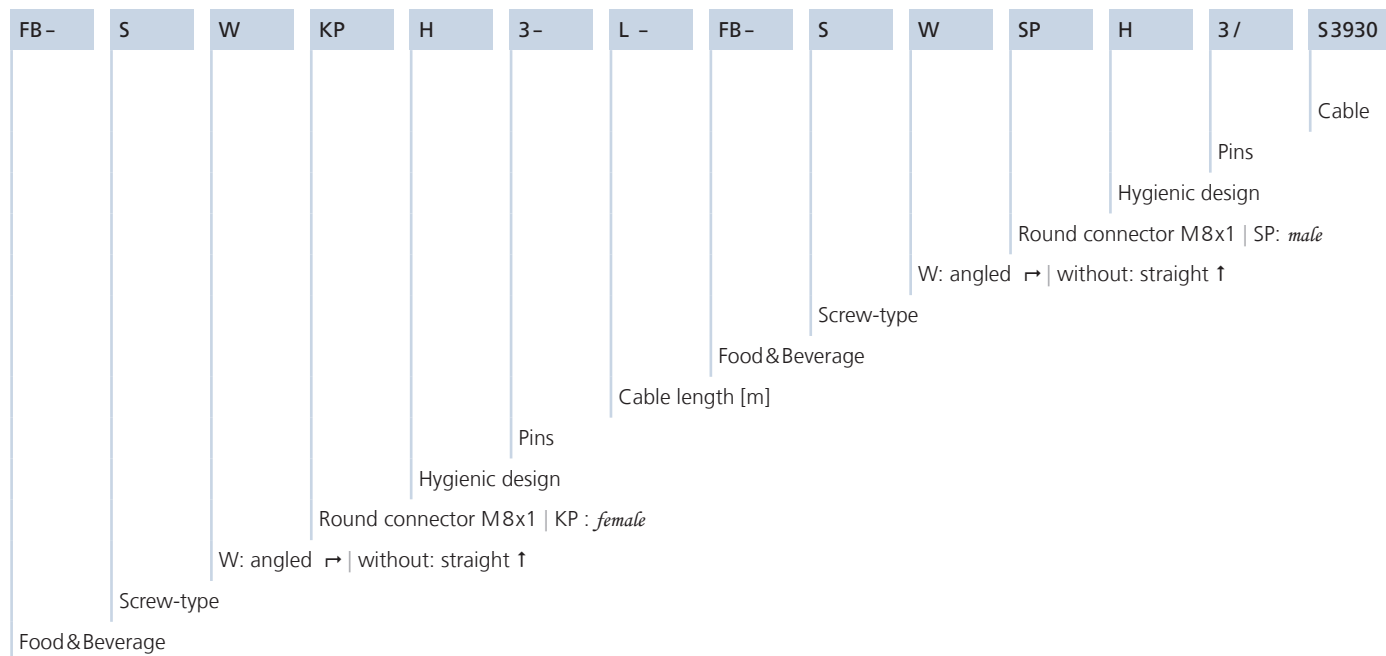 FB– S W KP H 3– L – FB– S W SP H 3/ S3930
Cable
Pins
Hygienic design
Round connector M8x1 | SP: male
W: angled ↱ | without: straight ↑
Screw-type
Food&Beverage
Cable length [m]
Pins
Hygienic design
Round connector M8x1 | KP : female
W: angled ↱ | without: straight ↑
Screw-type
Food&Beverage